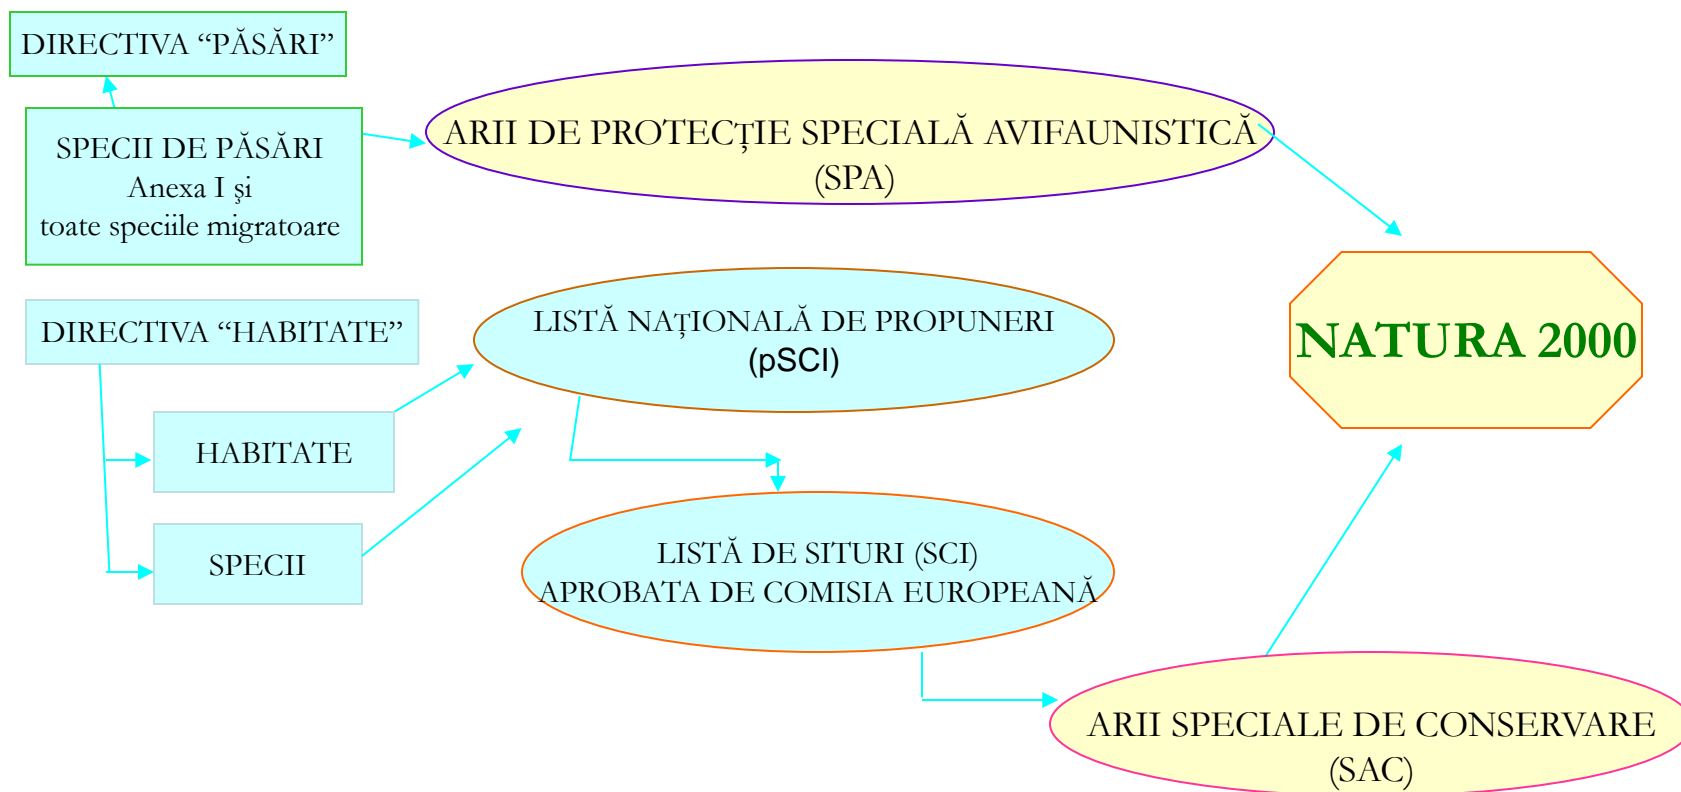 DIRECTIVA “PĂSĂRI”
SPECII DE PĂSĂRI
Anexa I şi
toate speciile migratoare
ARII DE PROTECŢIE SPECIALĂ AVIFAUNISTICĂ
(SPA)
DIRECTIVA “HABITATE”
HABITATE
SPECII
LISTĂ NAŢIONALĂ DE PROPUNERI
(pSCI)
LISTĂ DE SITURI (SCI)
APROBATA DE COMISIA EUROPEANĂ
ARII SPECIALE DE CONSERVARE
(SAC)
NATURA 2000